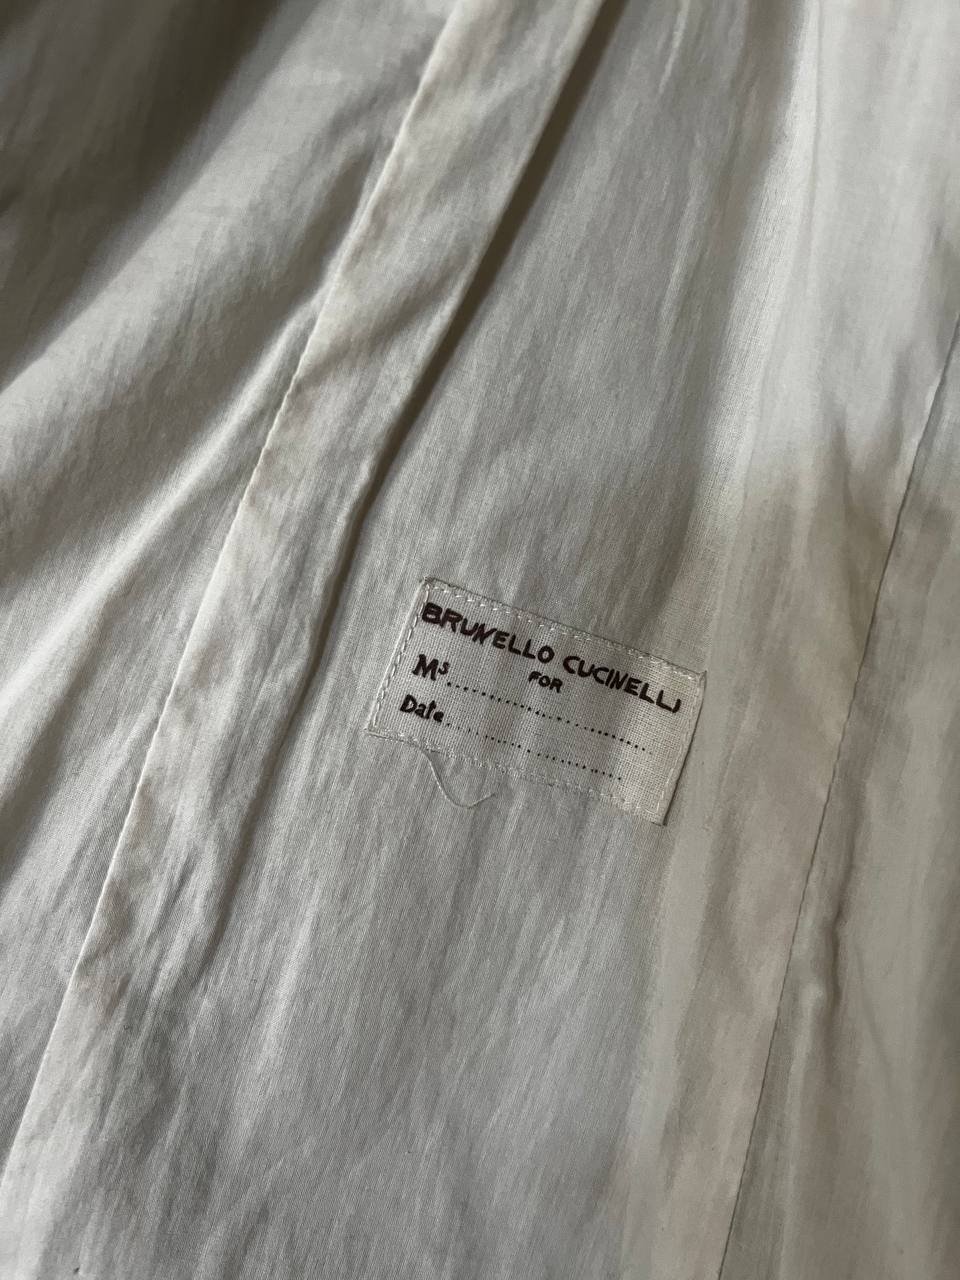 BRUNELLO CUCINELLI
FOR
Ms........................
Date........................